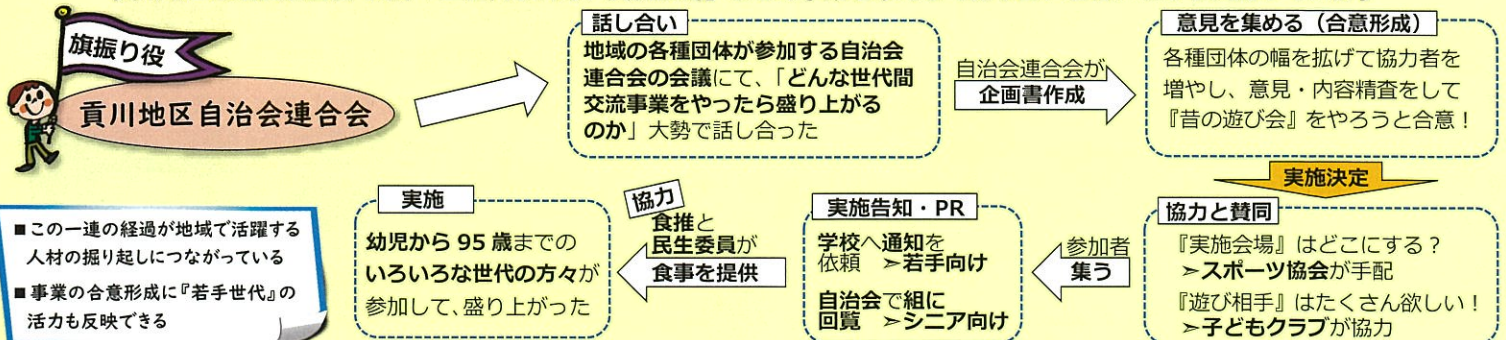 旗振り役
貢川地区自治会連合会
話し合い
地域の各種団体が参加する自治会
連合会の会議にて、「どんな世代間
交流事業をやったら盛り上がる
のか」大勢で話し合った
自治会連合会が
企画書作成
意見を集める（合意形成）
各種団体の幅を拡げて協力者を
増やし、意見・内容精査をして
『昔の遊び会』をやろうと合意！
実施決定
協力と賛同
『実施会場』はどこにする？
➢スポーツ協会が手配
『遊び相手』はたくさん欲しい！
➢子どもクラブが協力
参加者
集う
実施告知・PR
学校へ通知を
依頼 ➢若手向け
自治会で組に
回覧 ➢シニア向け
協力
食推と
民生委員が
食事を提供
実施
幼児から 95 歳までの
いろいろな世代の方々が
参加して、盛り上がった
■この一連の経過が地域で活躍する
人材の掘り起しにつながっている
■事業の合意形成に『若手世代』の
活力も反映できる